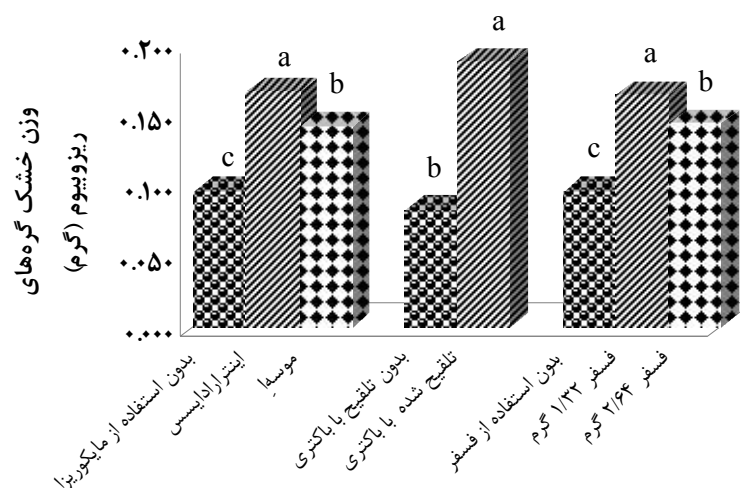 وزن خشک گره‌های
ریزوبیوم (گرم)
۰.۲۰۰
۰.۱۵۰
۰.۱۰۰
۰.۰۵۰
۰.۰۰۰
c
a
b
b
a
c
a
b
بدون استفاده از مایکوریزا
اینترارادایسس
موسه‌اِ
بدون تلقیح با باکتری
تلقیح شده با باکتری
بدون استفاده از فسفر
فسفر ۱/۳۲ گرم
فسفر ۲/۶۴ گرم